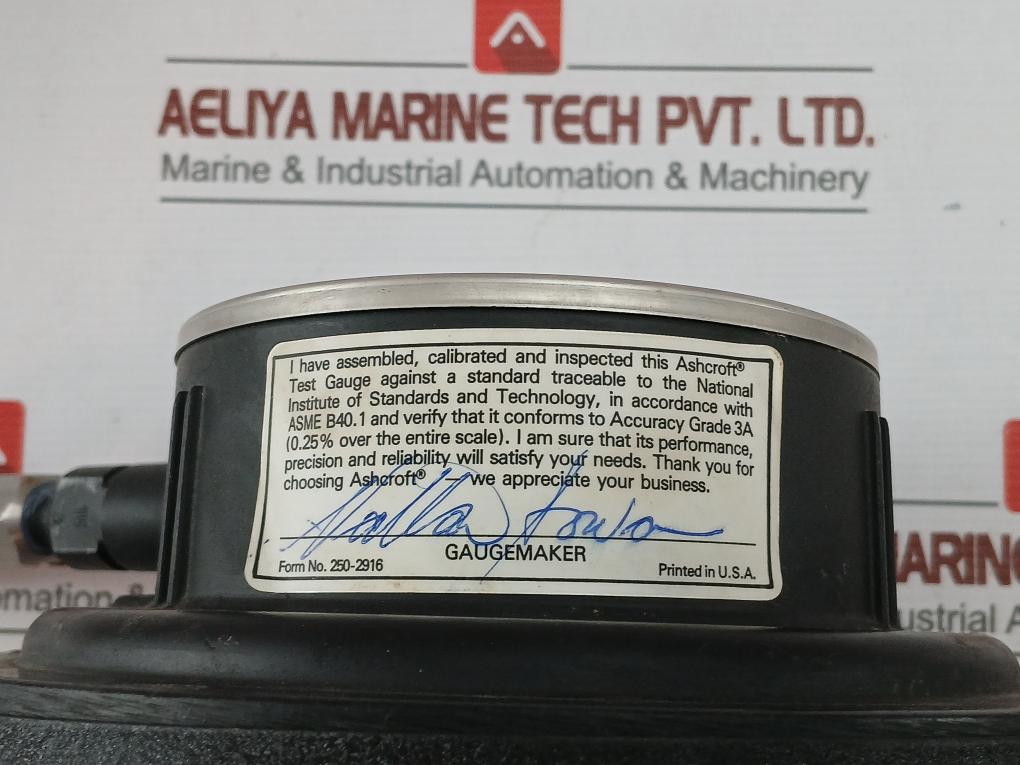 AELIYA MARINE TECH PVT. LTD.
Marine & Industrial Automation & Machinery
I have assembled, calibrated and inspected this Ashcroft®
Test Gauge against a standard traceable to the National
Institute of Standards and Technology, in accordance with
ASME B40.1 and verify that it conforms to Accuracy Grade 3A
(0.25% over the entire scale). I am sure that its performance,
precision and reliability will satisfy your needs. Thank you for
choosing Ashcroft® — we appreciate your business.
GAUGEMAKER
Form No. 250-2916
Printed in U.S.A.
ARIN
ustrial A
mation &